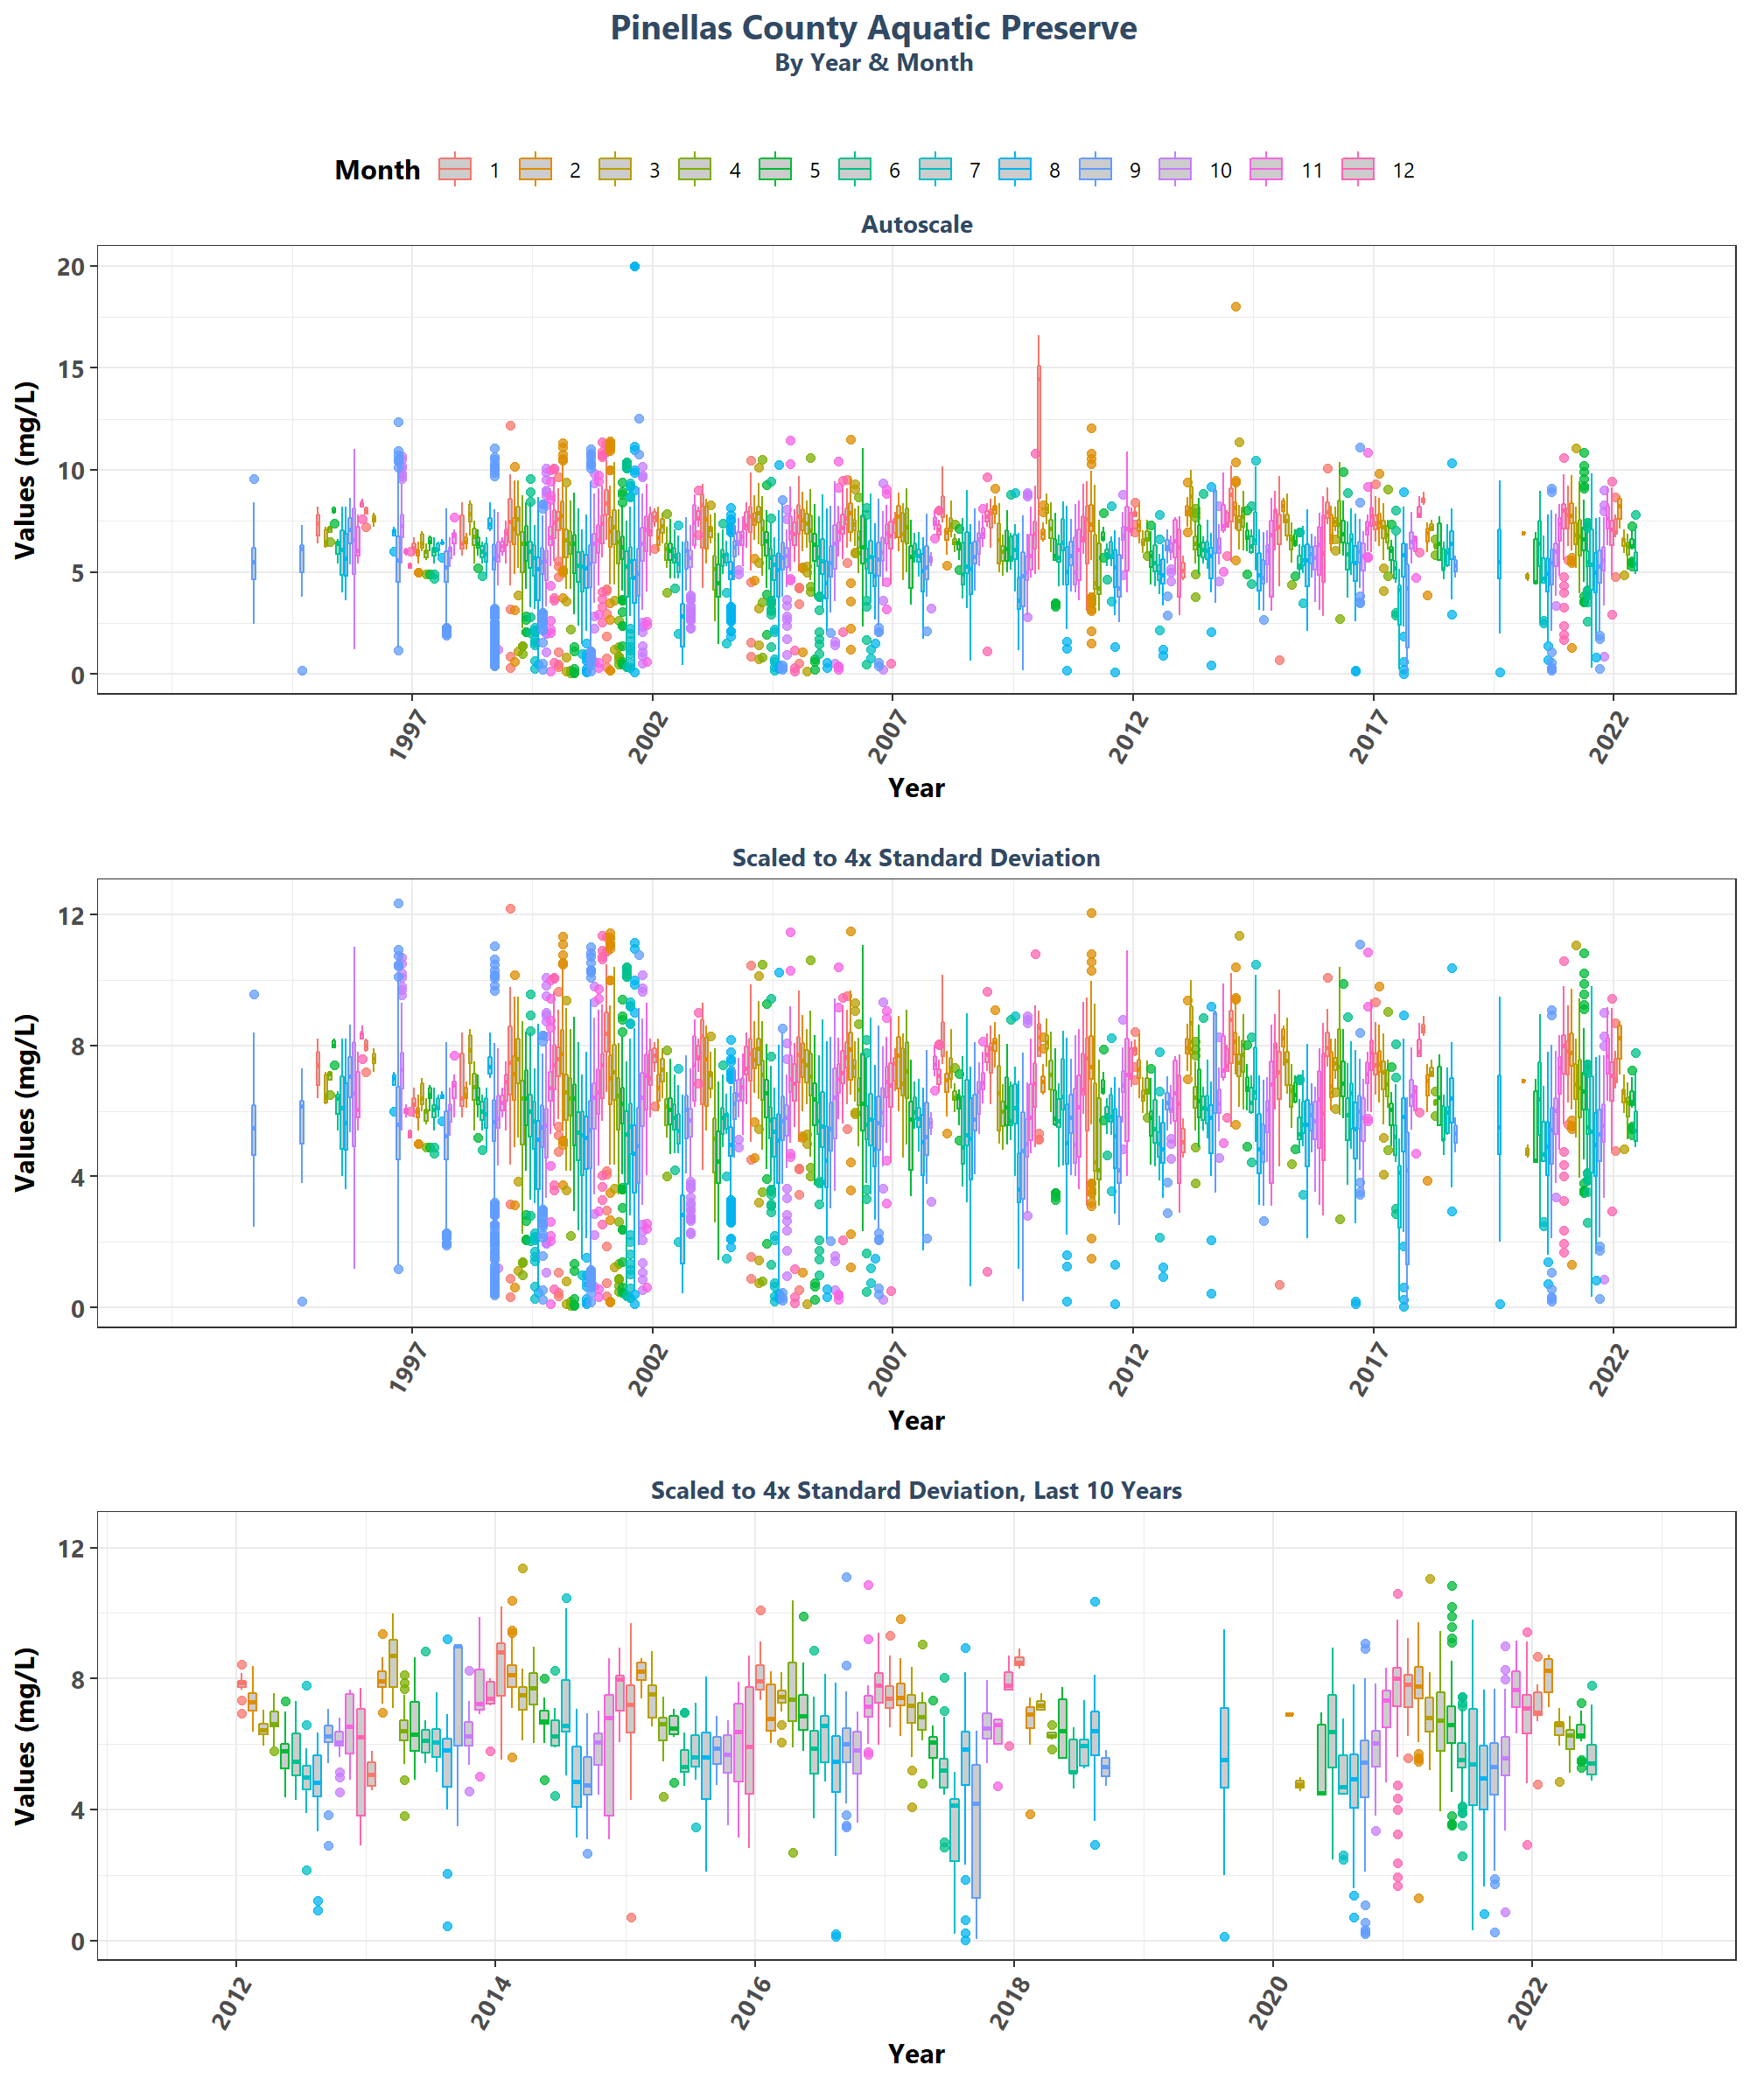 Pinellas County Aquatic Preserve
By Year & Month
Month 1 2 3 4 5 6 7 8 9 10 11 12
Autoscale
Values (mg/L)
20
15
10
5
0
1997 2002 2007 2012 2017 2022
Year
Scaled to 4x Standard Deviation
Values (mg/L)
12
8
4
0
1997 2002 2007 2012 2017 2022
Year
Scaled to 4x Standard Deviation, Last 10 Years
Values (mg/L)
12
8
4
0
2012 2014 2016 2018 2020 2022
Year